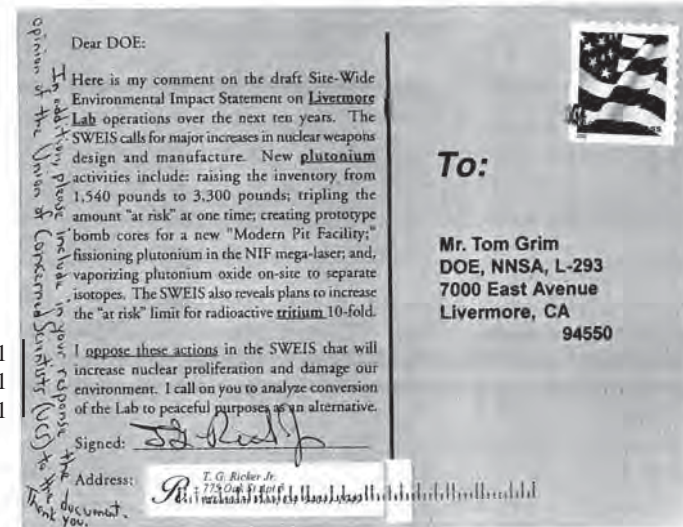 Dear DOE:
Here is my comment on the draft Site-Wide
Environmental Impact Statement on Livermore
Lab operations over the next ten years. The
SWEIS calls for major increases in nuclear weapons
design and manufacture. New plutonium
activities include: raising the inventory from
1,540 pounds to 3,300 pounds; tripling the
amount "at risk" at one time; creating prototype
bomb cores for a new "Modern Pit Facility;"
fissioning plutonium in the NIF mega-laser; and,
vaporizing plutonium oxide on-site to separate
isotopes. The SWEIS also reveals plans to increase
the "at risk" limit for radioactive tritium 10-fold.
I oppose these actions in the SWEIS that will
increase nuclear proliferation and damage our
environment. I call on you to analyze conversion
of the Lab to peaceful purposes as an alternative.
Signed:
Address:
T. G. Ricker Jr.
775 Oak St
In addition, please include in your response the
opinion of the Union of Concerned Scientists (UCS) to the
document.
Thank you.
To:
Mr. Tom Grim
DOE, NNSA, L-293
7000 East Avenue
Livermore, CA
94550
1
1
1